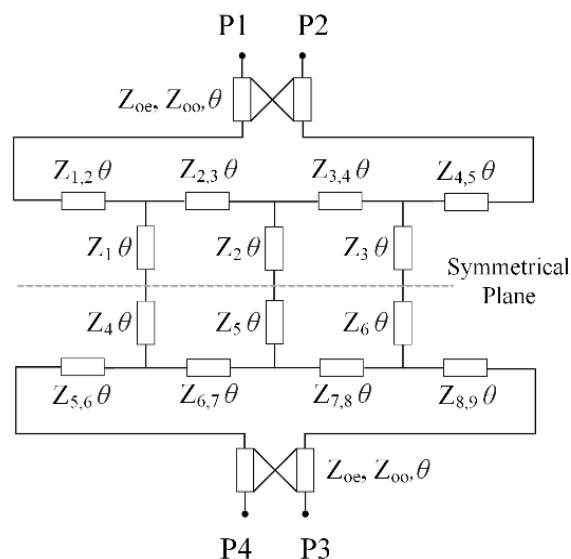 P1 P2
Zoe, Zoo, θ
Z1,2 θ Z2,3 θ Z3,4 θ Z4,5 θ
Z1 θ Z2 θ Z3 θ
Symmetrical
Plane
Z4 θ Z5 θ Z6 θ
Z5,6 θ Z6,7 θ Z7,8 θ Z8,9 θ
Zoe, Zoo, θ
P4 P3